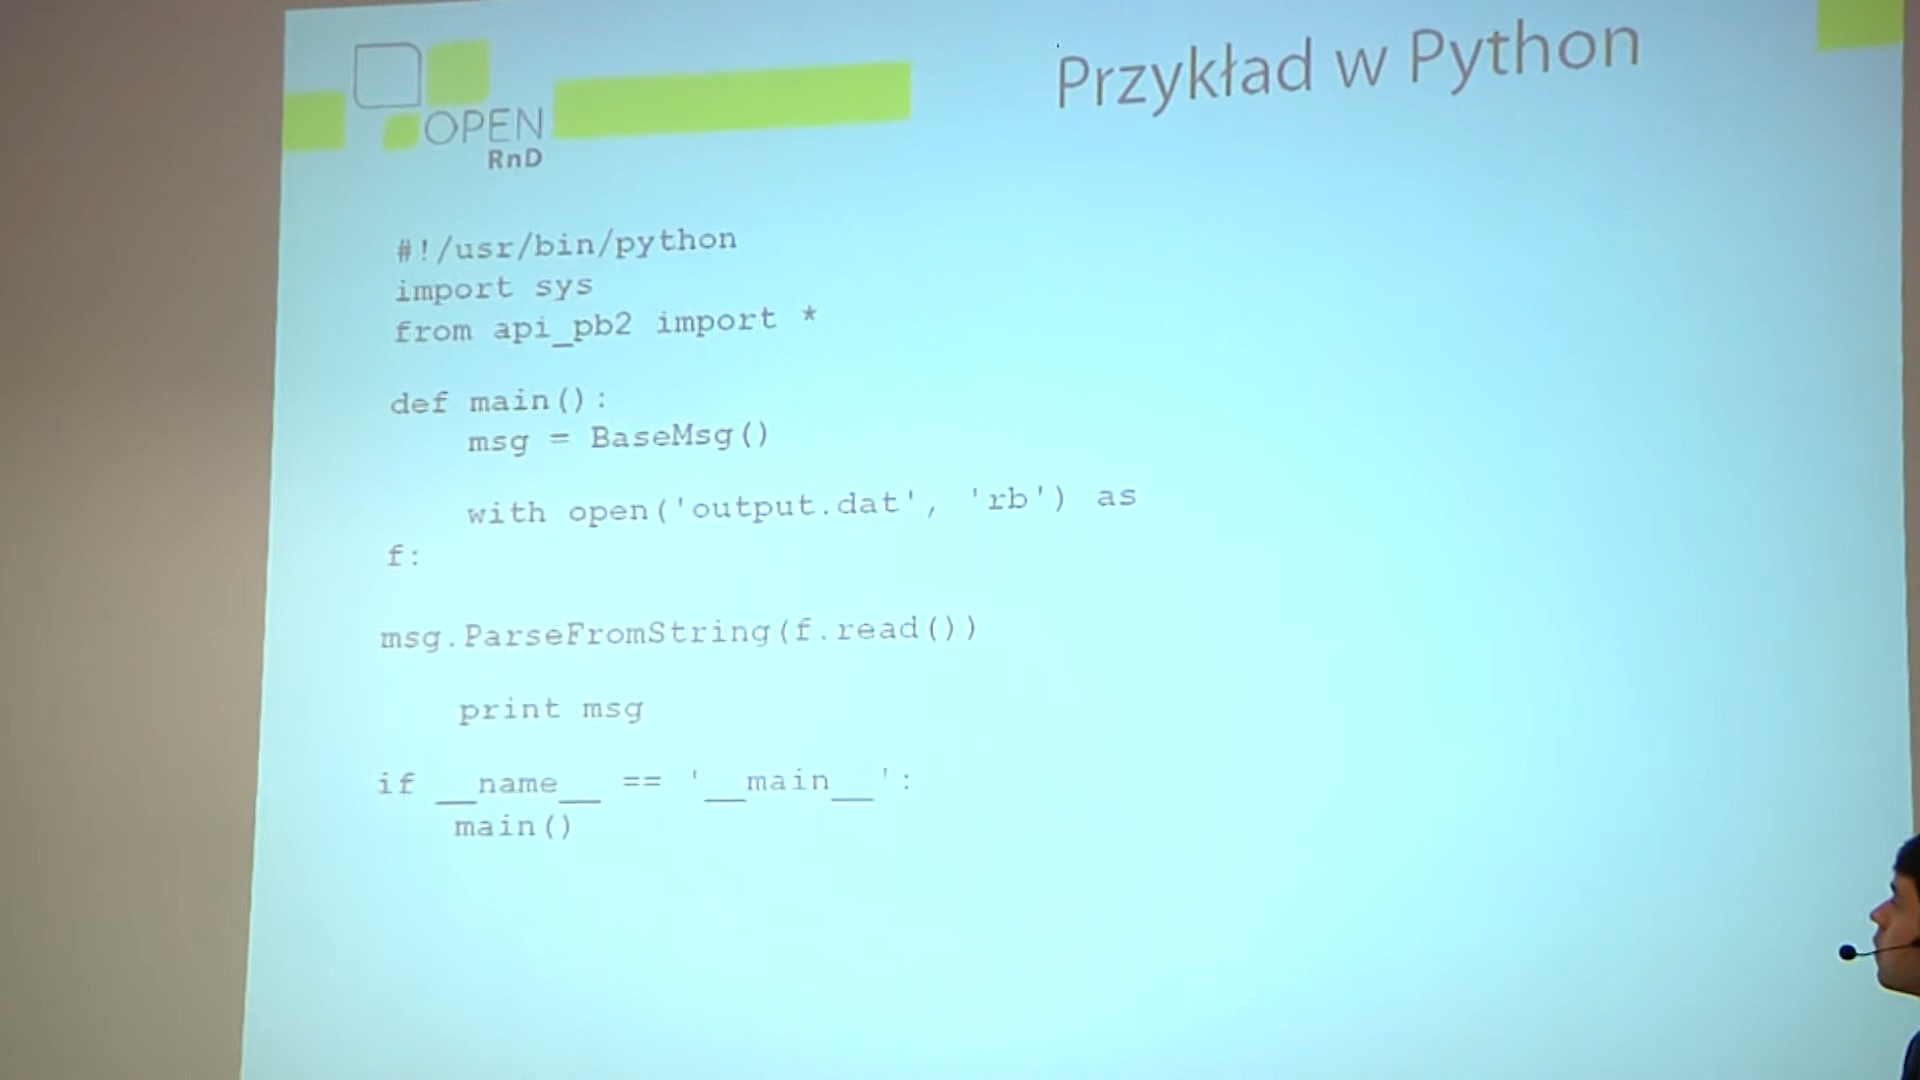 OPEN
RnD
Przykład w Python
#!/usr/bin/python
import sys
from api_pb2 import *
def main():
msg = BaseMsg()
with open('output.dat', 'rb') as
f:
msg.ParseFromString(f.read())
print msg
if __name__ == '__main__':
main()